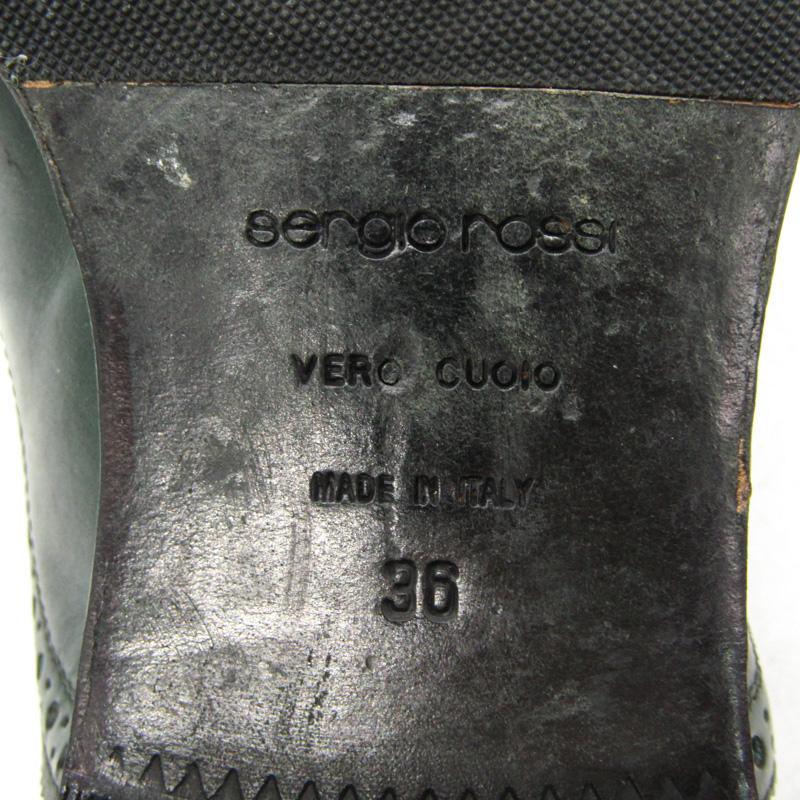 sergio rossi
VERO CUOIO
MADE IN ITALY
36